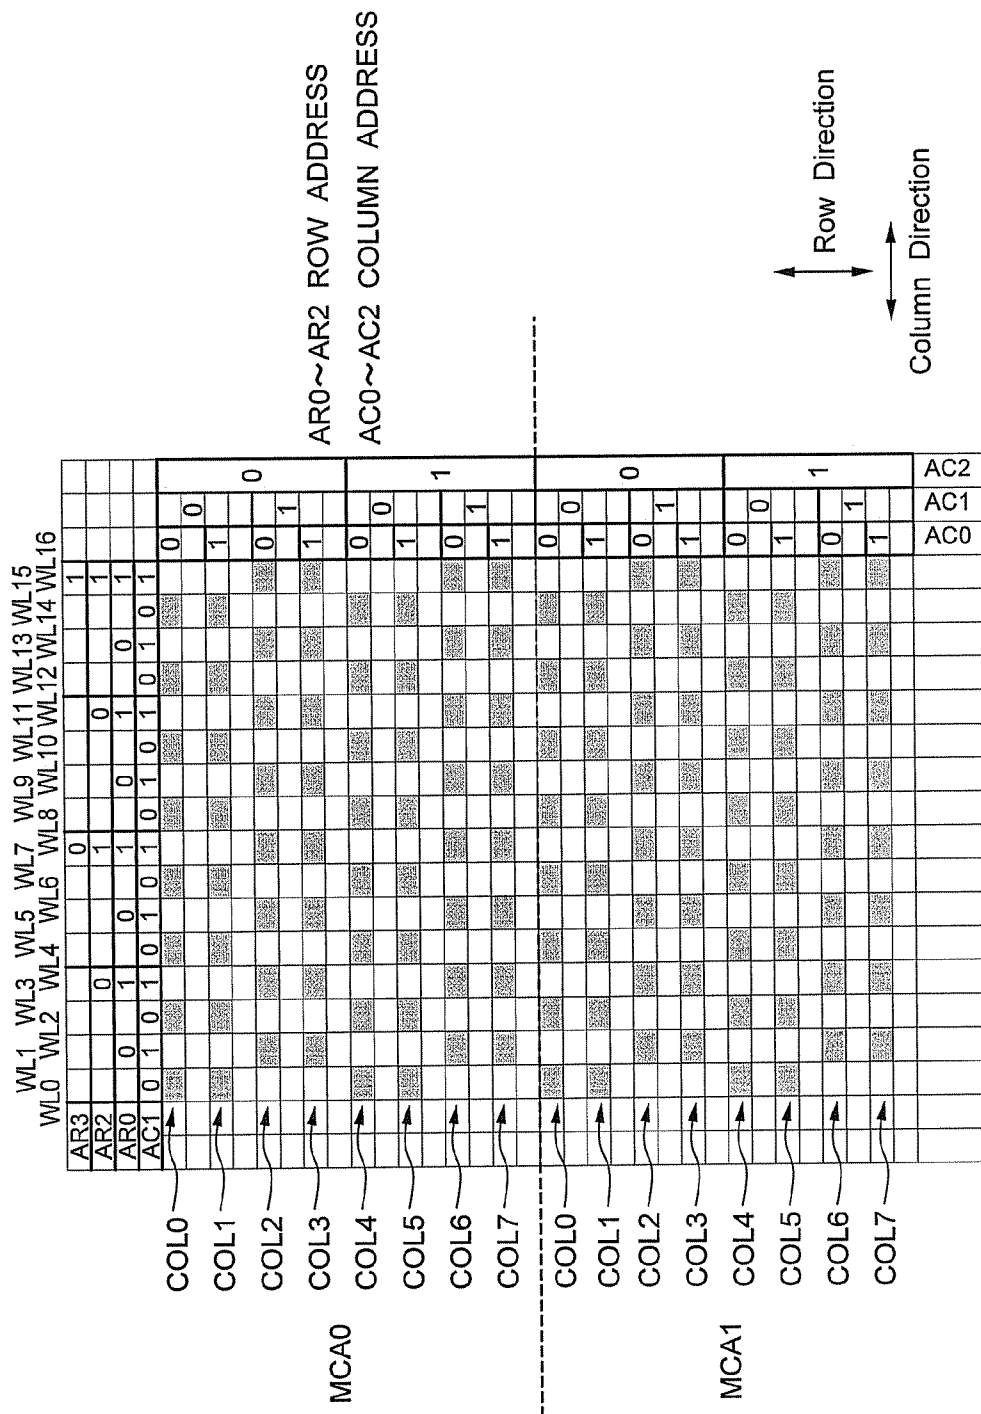 WL1 WL3 WL5 WL7 WL9 WL11 WL13 WL15
WL0 WL2 WL4 WL6 WL8 WL10 WL12 WL14 WL16
AR3 0 1
AR2 0 1 0 1
AR0 0 1 0 1 0 1 0 1
AC1 0 1 0 1 0 1 0 1 0 1 0 1 0 1 0 1
MCA0
COL0 0 0 0
COL1 1
COL2 0 1
COL3 1
COL4 0 0 1
COL5 1
COL6 0 1
COL7 1
MCA1
COL0 0 0 0
COL1 1
COL2 0 1
COL3 1
COL4 0 0 1
COL5 1
COL6 0 1
COL7 1
AC0 AC1 AC2
AR0~AR2 ROW ADDRESS
AC0~AC2 COLUMN ADDRESS
Row Direction
Column Direction